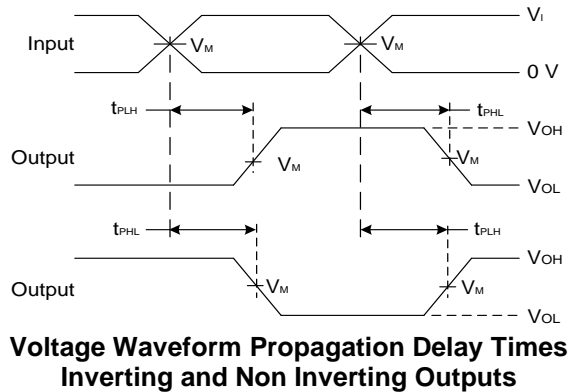 VI
Input
VM
VM
0 V
tPLH
tPHL
VOH
Output
VM
VM
VOL
tPHL
tPLH
VOH
Output
VM
VM
VOL
Voltage Waveform Propagation Delay Times
Inverting and Non Inverting Outputs